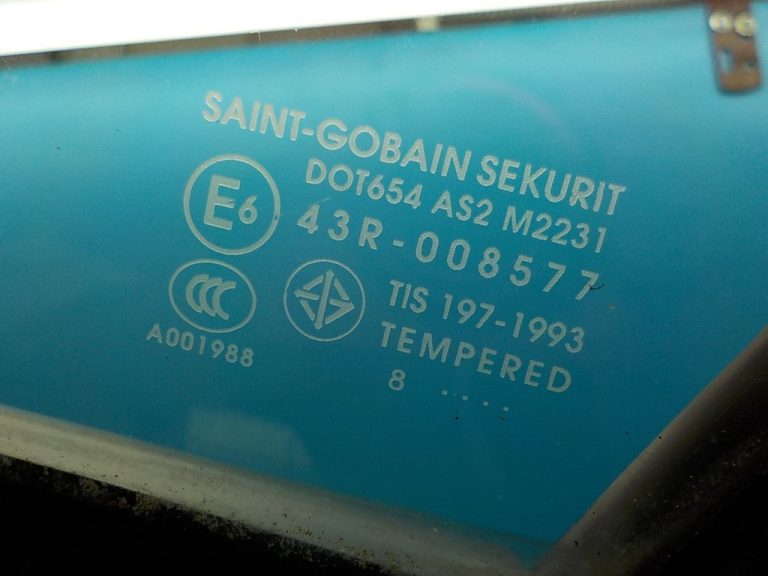 SAINT-GOBAIN SEKURIT
DOT654 AS2 M2231
E6
43R-008577
CCC
TIS 197-1993
A001988
TEMPERED
8 ....